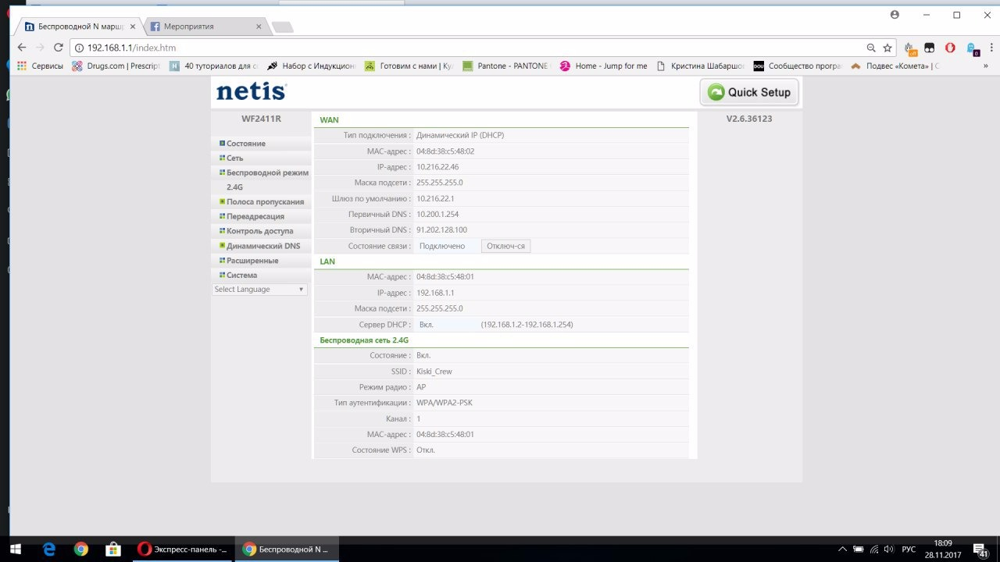 Беспроводной N маршр
Мероприятия
192.168.1.1/index.htm
Сервисы
Drugs.com | Prescript
40 туториалов для со
Набор с Индукцион
Готовим с нами | Кул
Pantone - PANTONE
Home - Jump for me
Кристина Шабаршов
Сообщество програм
Подвес «Комета» | С
netis
Quick Setup
WF2411R
V2.6.36123
Состояние
Сеть
Беспроводной режим
2.4G
Полоса пропускания
Переадресация
Контроль доступа
Динамический DNS
Расширенные
Система
Select Language
WAN
Тип подключения : Динамический IP (DHCP)
MAC-адрес : 04:8d:38:c5:48:02
IP-адрес : 10.216.22.46
Маска подсети : 255.255.255.0
Шлюз по умолчанию : 10.216.22.1
Первичный DNS : 10.200.1.254
Вторичный DNS : 91.202.128.100
Состояние связи : Подключено Отключ-ся
LAN
MAC-адрес : 04:8d:38:c5:48:01
IP-адрес : 192.168.1.1
Маска подсети : 255.255.255.0
Сервер DHCP : Вкл. (192.168.1.2-192.168.1.254)
Беспроводная сеть 2.4G
Состояние : Вкл.
SSID : Kiski_Crew
Режим радио : AP
Тип аутентификации : WPA/WPA2-PSK
Канал : 1
MAC-адрес : 04:8d:38:c5:48:01
Состояние WPS : Откл.
Экспресс-панель -...
Беспроводной N ...
РУС
18:09
28.11.2017
41